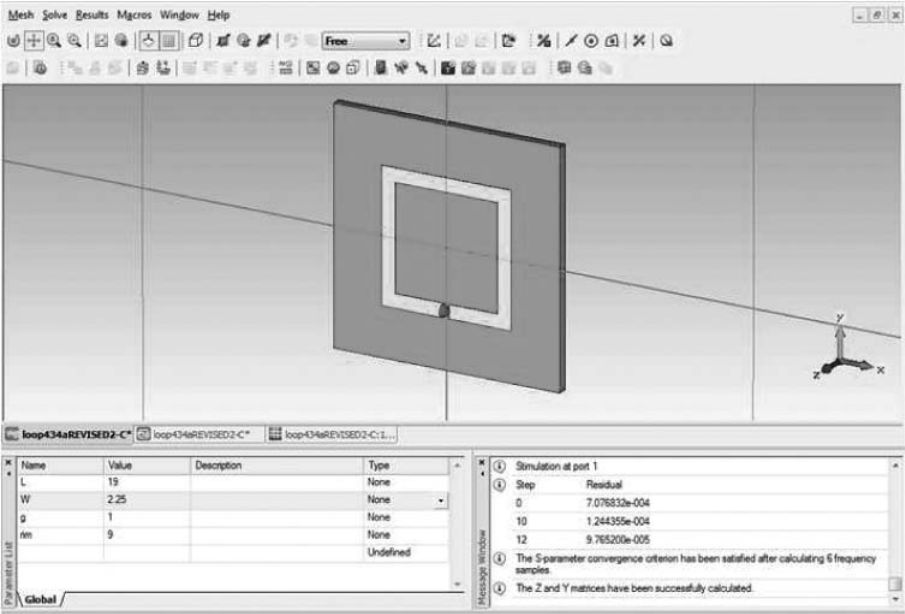 Mesh Solve Results Macros Window Help
Free
y
x
z
loop434aREVISED2-C* loop434aREVISED2-C* loop434aREVISED2-C:1...
Name Value Description Type
L 19 None
W 2.25 None
g 1 None
rim 9 None
Undefined
Global
Parameter List
Stimulation at port 1
Step Residual
0 7.076832e-004
10 1.244355e-004
12 9.765200e-005
The S-parameter convergence criterion has been satisfied after calculating 6 frequency
samples.
The Z and Y matrices have been successfully calculated.
Message Window